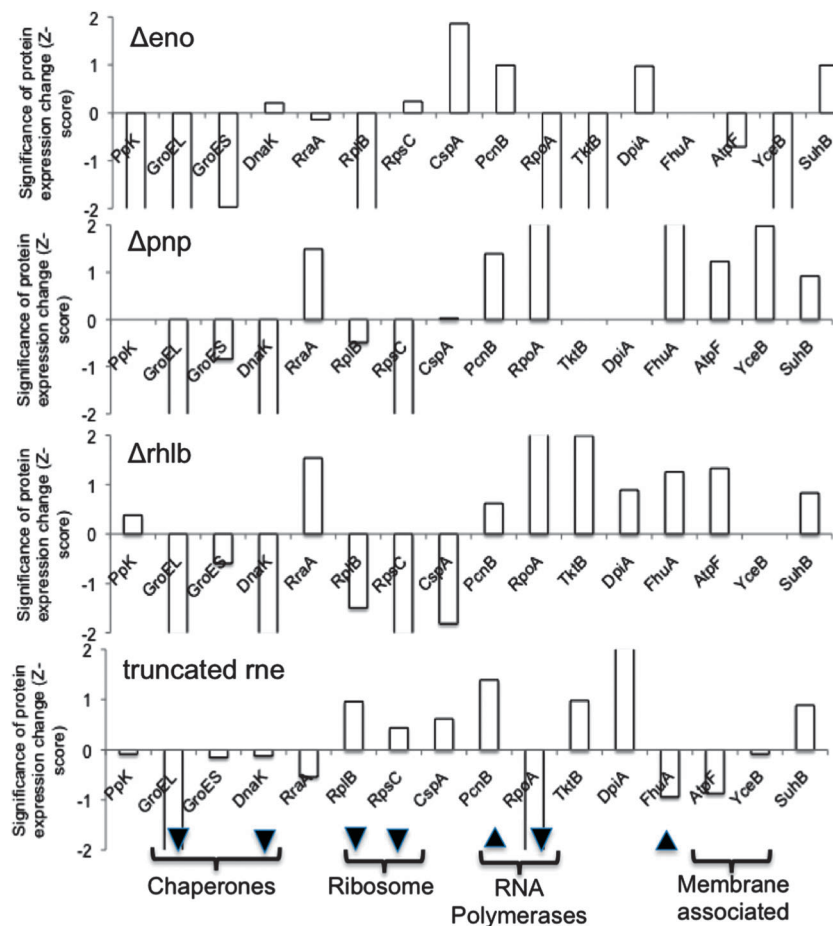 Significance of protein
expression change (Z-
score)
2
1
0
-1
-2
Δeno
PpK
GroEL
GroES
DnaK
RraA
RplB
RpsC
CspA
PcnB
RpoA
TktB
DpiA
FhuA
AtpF
YceB
SuhB
Significance of protein
expression change (Z-
score)
2
1
0
-1
-2
Δpnp
PpK
GroEL
GroES
DnaK
RraA
RplB
RpsC
CspA
PcnB
RpoA
TktB
DpiA
FhuA
AtpF
YceB
SuhB
Significance of protein
expression change (Z-
score)
2
1
0
-1
-2
Δrhlb
PpK
GroEL
GroES
DnaK
RraA
RplB
RpsC
CspA
PcnB
RpoA
TktB
DpiA
FhuA
AtpF
YceB
SuhB
Significance of protein
expression change (Z-
score)
2
1
0
-1
-2
truncated rne
PpK
GroEL
GroES
DnaK
RraA
RplB
RpsC
CspA
PcnB
RpoA
TktB
DpiA
FhuA
AtpF
YceB
SuhB
Chaperones
Ribosome
RNA
Polymerases
Membrane
associated